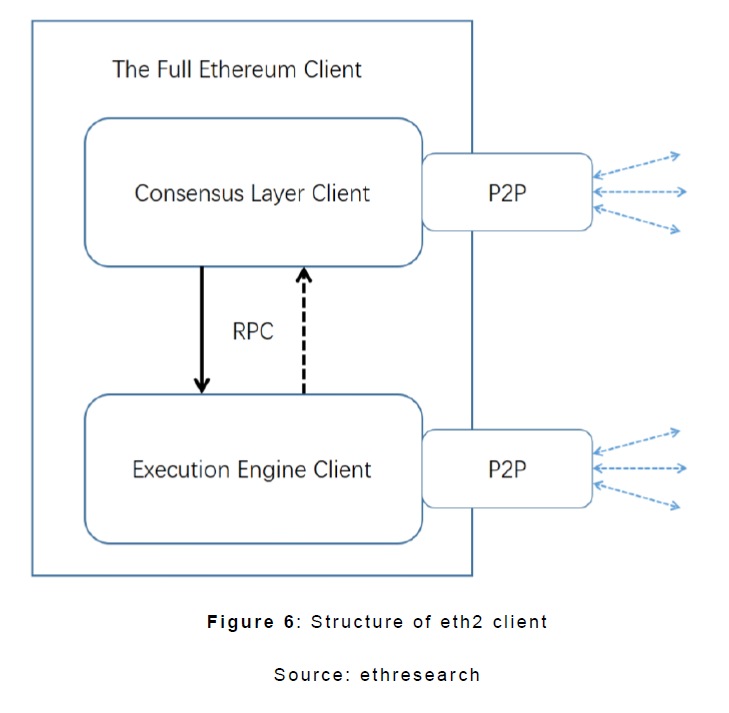 The Full Ethereum Client
Consensus Layer Client
P2P
RPC
Execution Engine Client
P2P
Figure 6: Structure of eth2 client
Source: ethresearch